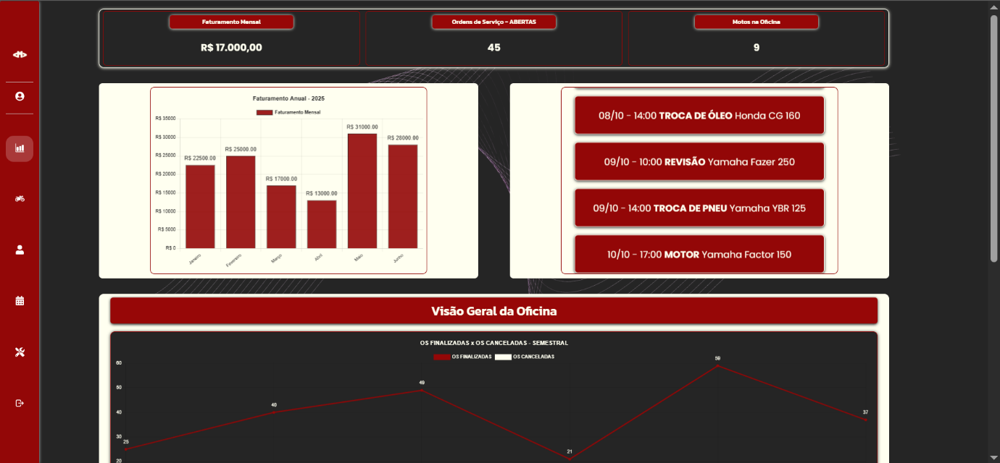 Faturamento Mensal
R$ 17.000,00
Ordens de Serviço - ABERTAS
45
Motos na Oficina
9
Faturamento Anual - 2025
Faturamento Mensal
R$ 35000
R$ 30000
R$ 25000
R$ 20000
R$ 15000
R$ 10000
R$ 5000
R$ 0
R$ 22500.00
R$ 25000.00
R$ 17000.00
R$ 13000.00
R$ 31000.00
R$ 28000.00
Janeiro
Fevereiro
Março
Abril
Maio
Junho
08/10 - 14:00 TROCA DE ÓLEO Honda CG 160
09/10 - 10:00 REVISÃO Yamaha Fazer 250
09/10 - 14:00 TROCA DE PNEU Yamaha YBR 125
10/10 - 17:00 MOTOR Yamaha Factor 150
Visão Geral da Oficina
OS FINALIZADAS x OS CANCELADAS - SEMESTRAL
OS FINALIZADAS OS CANCELADAS
60
50
40
30
20
25
40
49
21
59
37